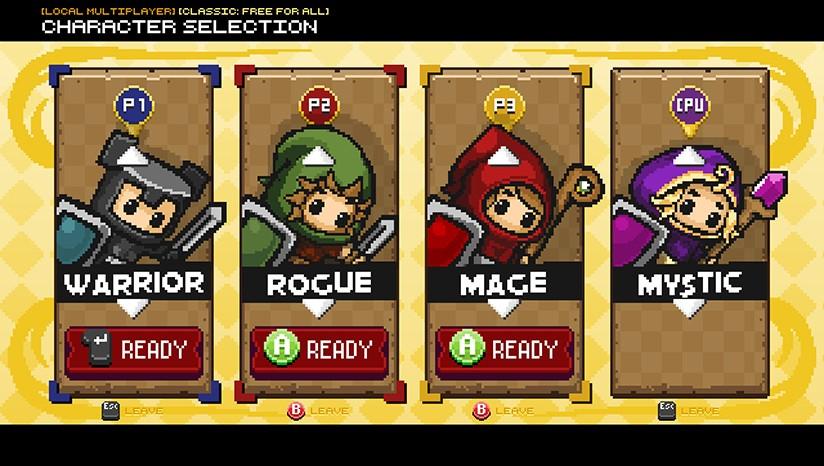 [LOCAL MULTIPLAYER] [CLASSIC: FREE FOR ALL]
CHARACTER SELECTION
P1
P2
P3
CPU
WARRIOR
ROGUE
MAGE
MYSTIC
READY
A READY
A READY
ESC LEAVE
B LEAVE
B LEAVE
ESC LEAVE